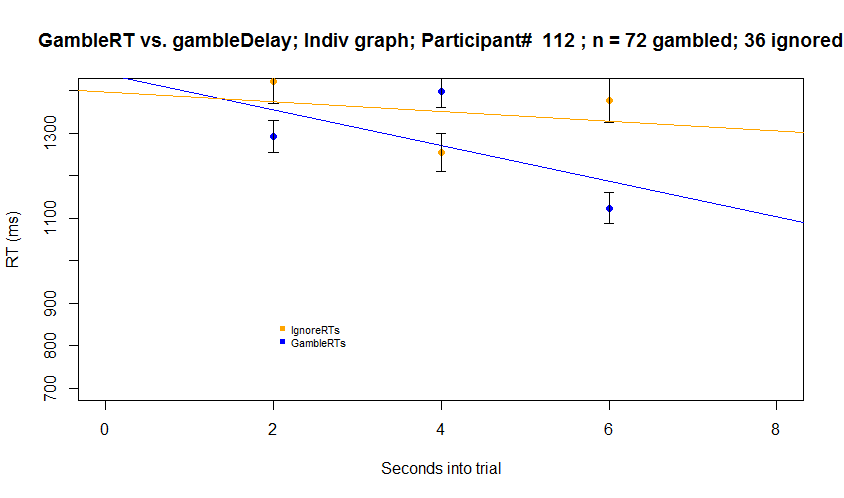 GambleRT vs. gambleDelay; Indiv graph; Participant#  112 ; n = 72 gambled; 36 ignored
RT (ms)
1300
1100
900
800
700
IgnoreRTs
GambleRTs
0 2 4 6 8
Seconds into trial